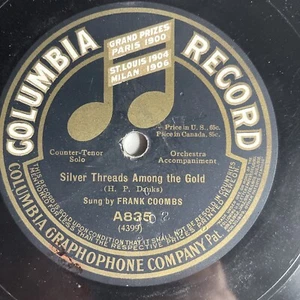 COLUMBIA RECORD
GRAND PRIZES
PARIS 1900
ST. LOUIS 1904
MILAN 1906
Price in U. S., 65c.
Price in Canada, 85c.
Counter-Tenor
Solo
Orchestra
Accompaniment
Silver Threads Among the Gold
(H. P. Danks)
Sung by FRANK COOMBS
A835
(4399)
COLUMBIA GRAPHOPHONE COMPANY Pat.